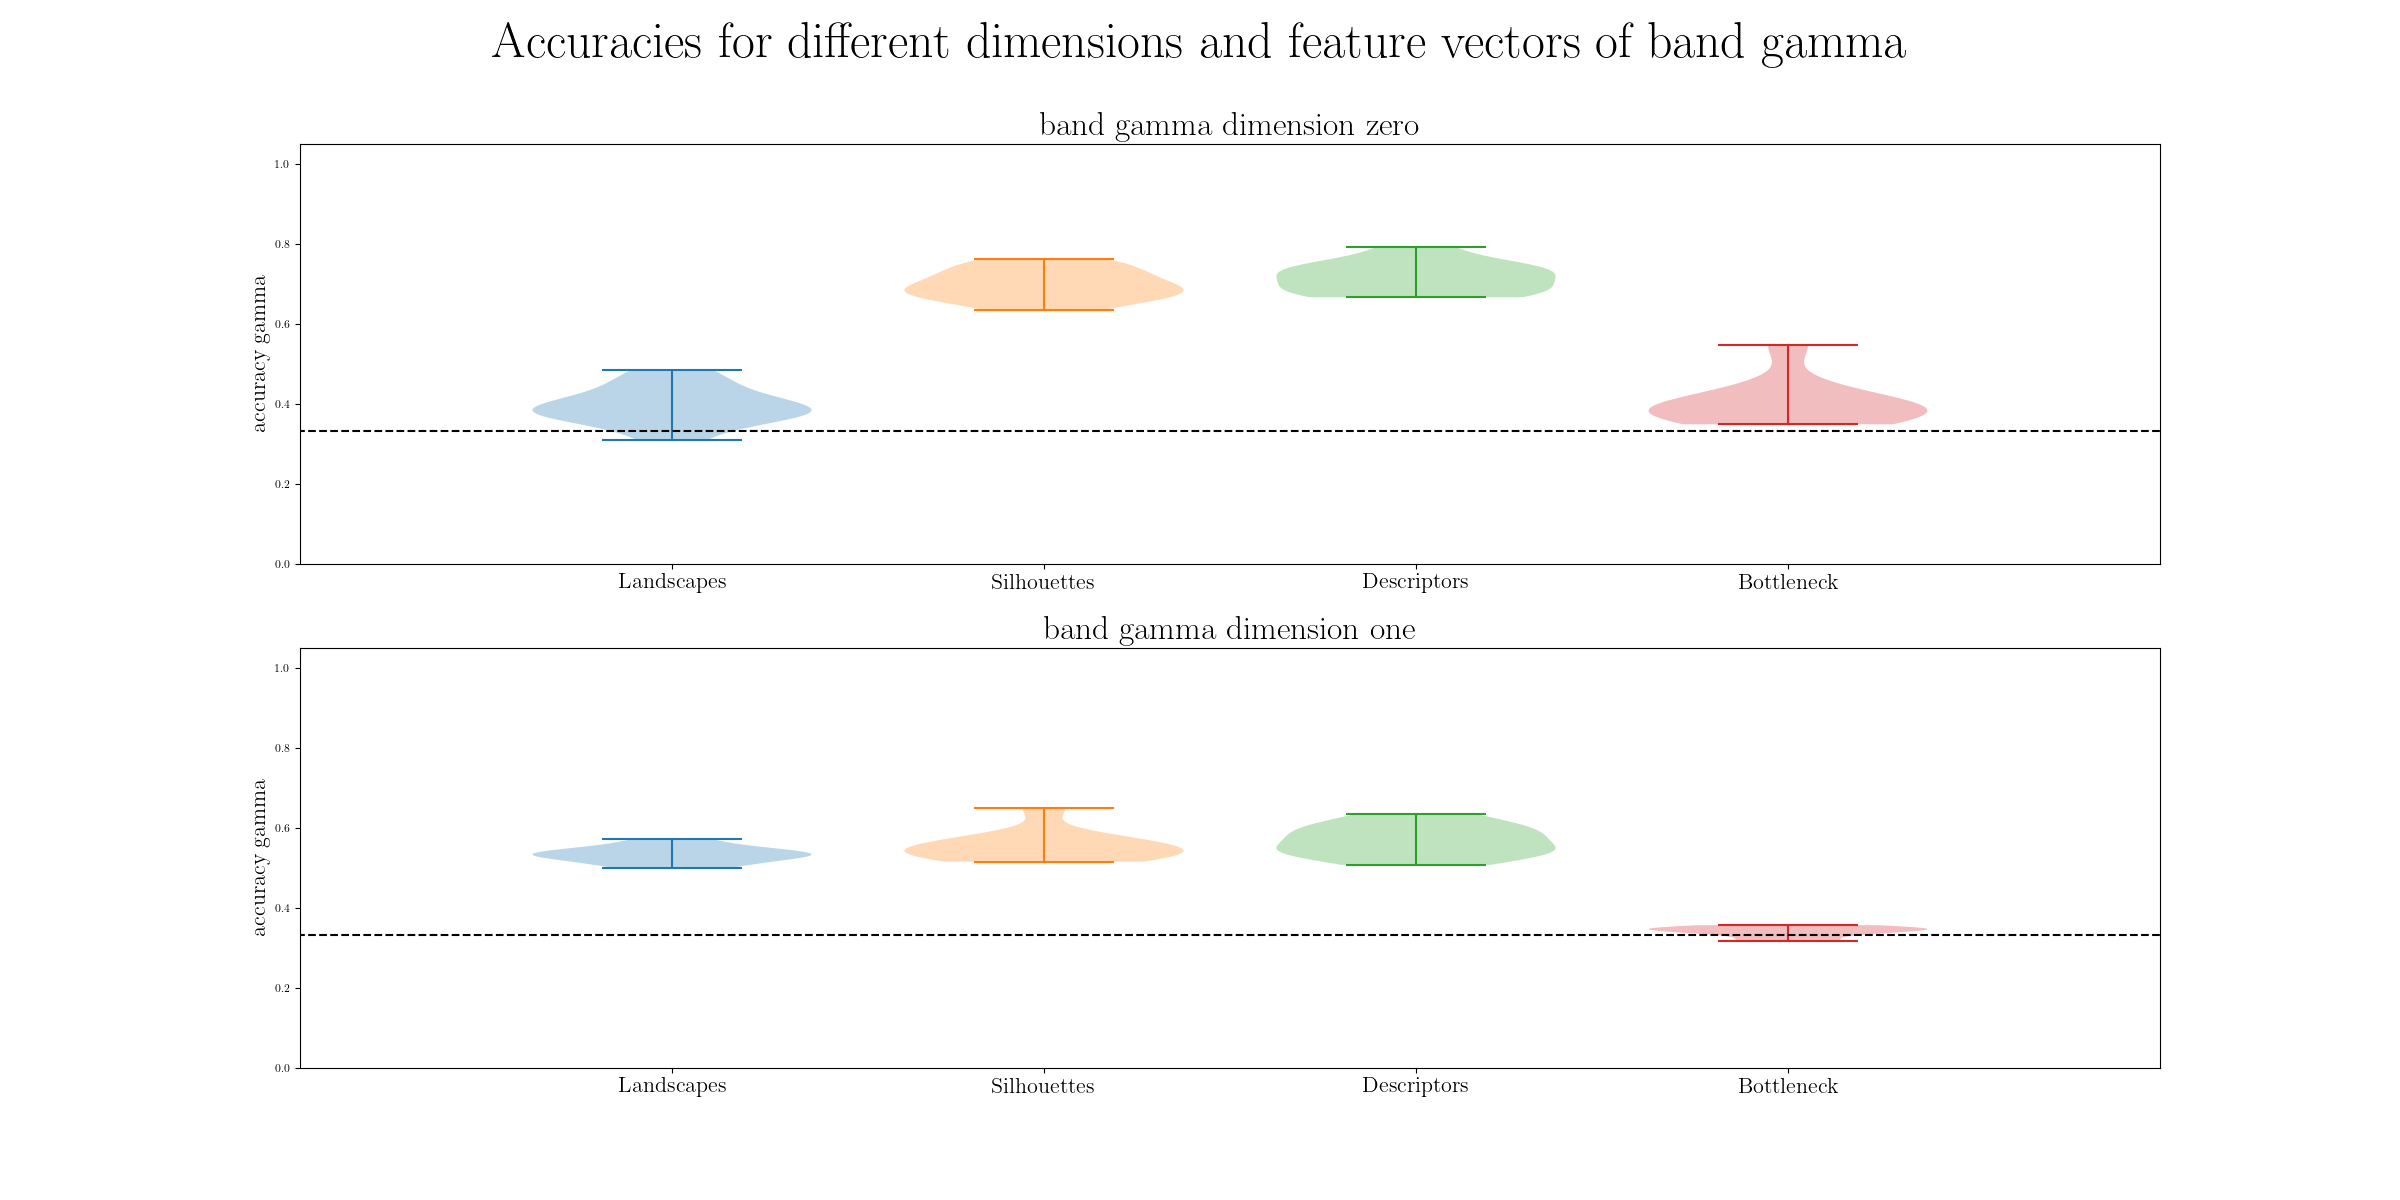 Accuracies for different dimensions and feature vectors of band gamma
band gamma dimension zero
accuracy gamma
1.0
0.8
0.6
0.4
0.2
0.0
Landscapes Silhouettes Descriptors Bottleneck
band gamma dimension one
accuracy gamma
1.0
0.8
0.6
0.4
0.2
0.0
Landscapes Silhouettes Descriptors Bottleneck